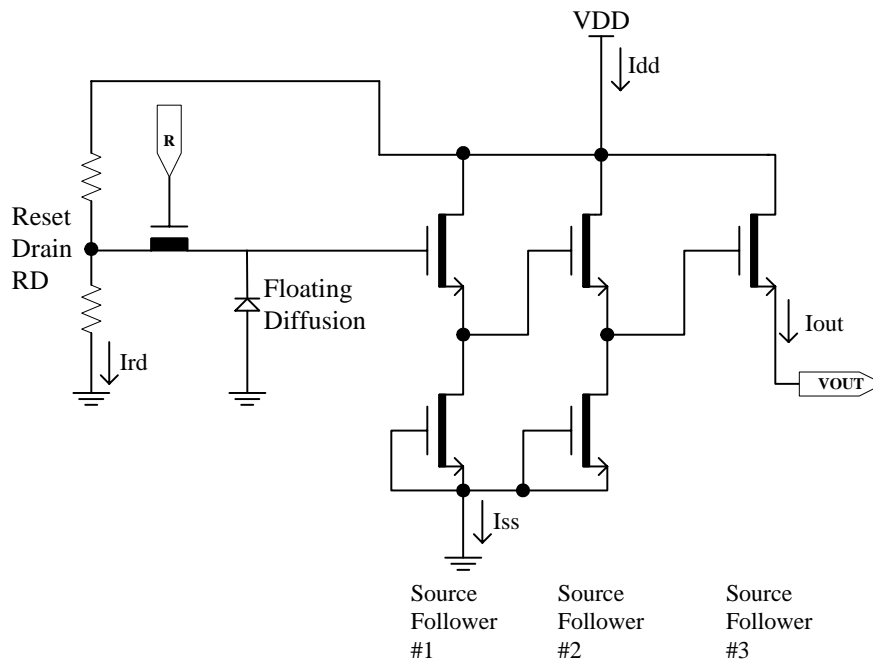 VDD
Idd
R
Reset
Drain
RD
Floating
Diffusion
Ird
Iout
VOUT
Iss
Source
Follower
#1
Source
Follower
#2
Source
Follower
#3